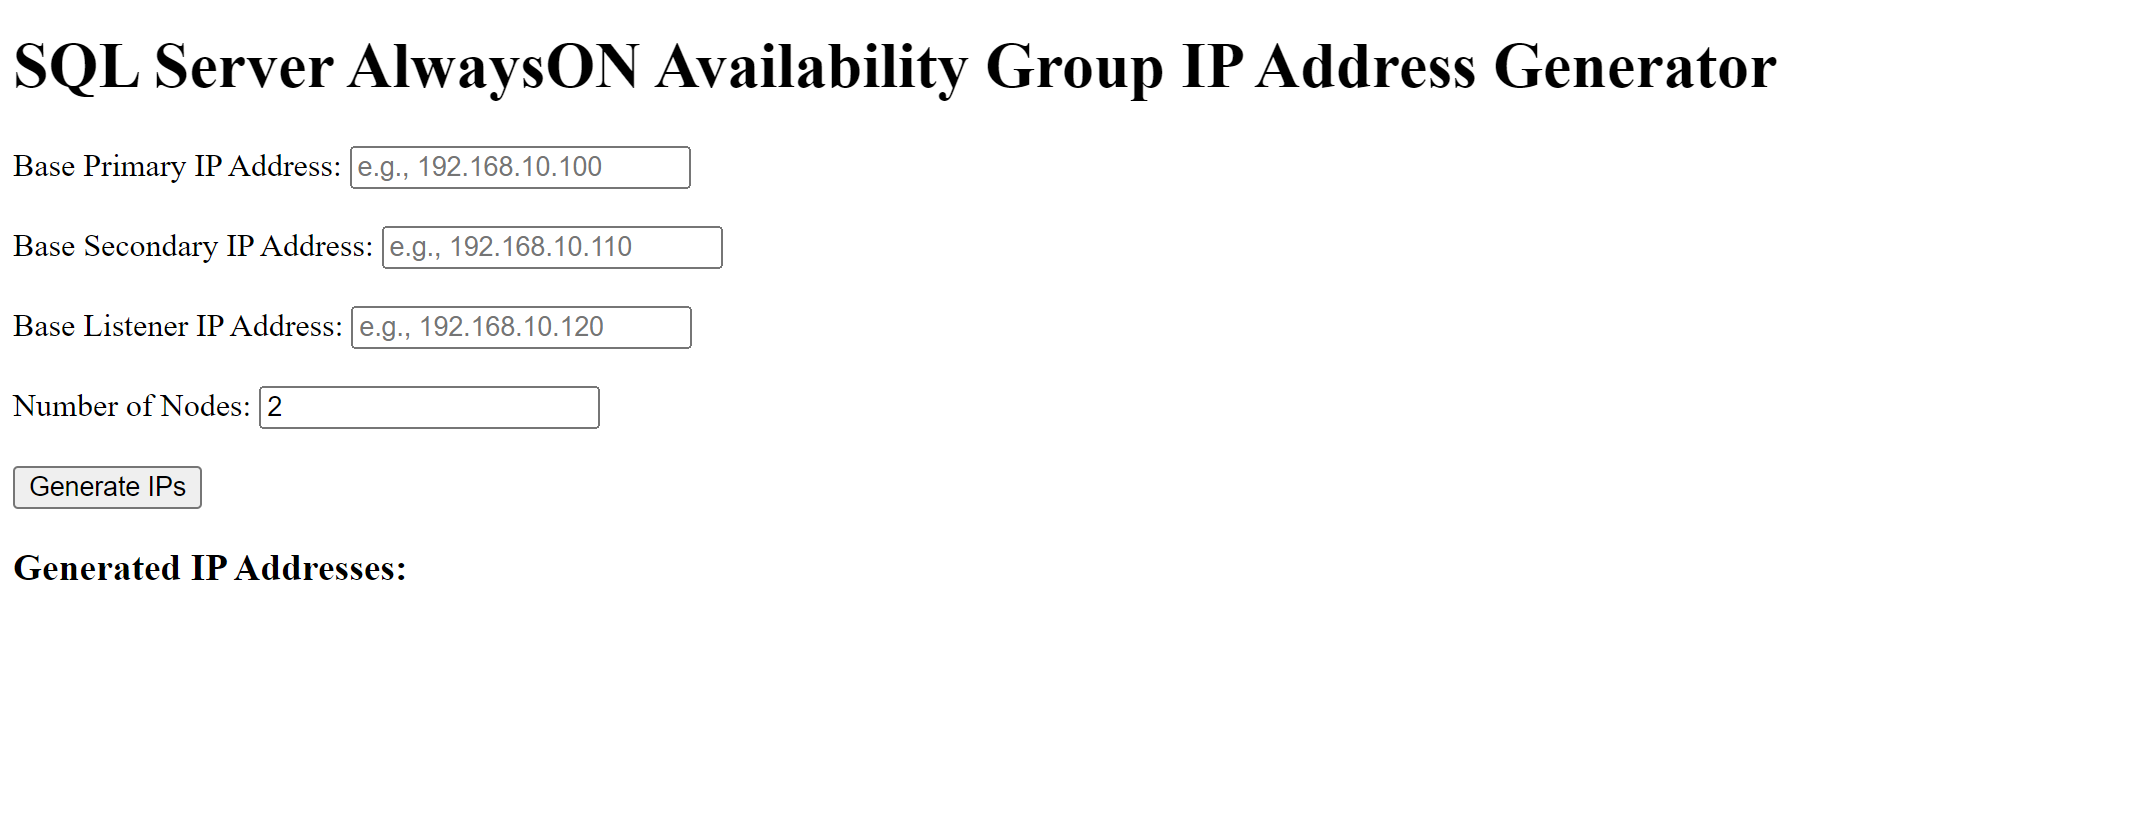 SQL Server AlwaysON Availability Group IP Address Generator
Base Primary IP Address: e.g., 192.168.10.100
Base Secondary IP Address: e.g., 192.168.10.110
Base Listener IP Address: e.g., 192.168.10.120
Number of Nodes: 2
Generate IPs
Generated IP Addresses: